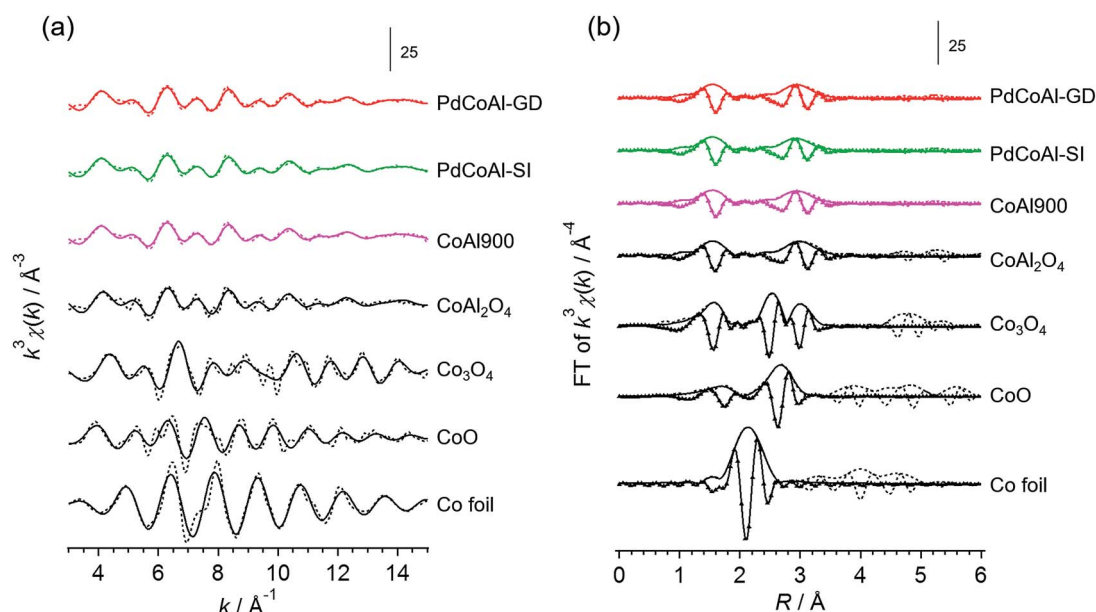 (a)
25
PdCoAl-GD
PdCoAl-SI
CoAl900
CoAl₂O₄
Co₃O₄
CoO
Co foil
k³ χ(k) / Å⁻³
4 6 8 10 12 14
k / Å⁻¹
(b)
25
PdCoAl-GD
PdCoAl-SI
CoAl900
CoAl₂O₄
Co₃O₄
CoO
Co foil
FT of k³ χ(k) / Å⁻⁴
0 1 2 3 4 5 6
R / Å